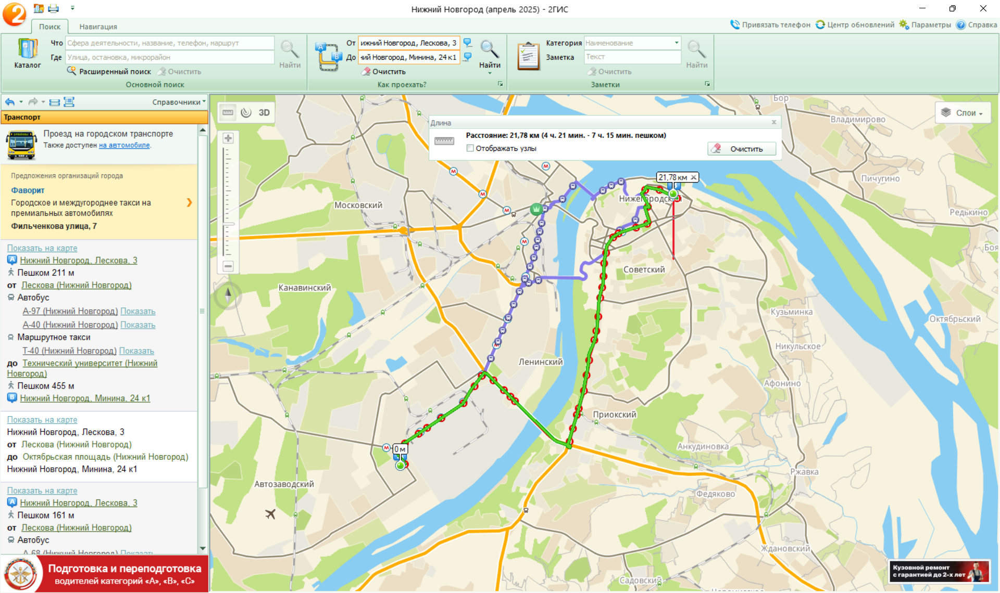 Нижний Новгород (апрель 2025) - 2ГИС
Поиск
Навигация
Привязать телефон
Центр обновлений
Параметры
Справка
Каталог
Что
Сфера деятельности, название, телефон, маршрут
Где
Улица, остановка, микрорайон
Расширенный поиск
Очистить
Найти
Основной поиск
От
ижний Новгород, Лескова, 3
До
ний Новгород, Минина, 24 к1
Очистить
Найти
Как проехать?
Категория
Наименование
Заметка
Текст
Очистить
Найти
Заметки
Справочники
Транспорт
Проезд на городском транспорте
Также доступен на автомобиле.
Предложения организаций города
Фаворит
Городское и междугороднее такси на
премиальных автомобилях
Фильченкова улица, 7
Показать на карте
A Нижний Новгород, Лескова, 3
Пешком 211 м
от Лескова (Нижний Новгород)
Автобус
А-97 (Нижний Новгород) Показать
А-40 (Нижний Новгород) Показать
Маршрутное такси
Т-40 (Нижний Новгород) Показать
до Технический университет (Нижний
Новгород)
Пешком 455 м
B Нижний Новгород, Минина, 24 к1
Показать на карте
Нижний Новгород, Лескова, 3
от Лескова (Нижний Новгород)
до Октябрьская площадь (Нижний Новгород)
Нижний Новгород, Минина, 24 к1
Показать на карте
A Нижний Новгород, Лескова, 3
Пешком 161 м
от Лескова (Нижний Новгород)
Автобус
А-68 (Нижний Новгород) Показать
Подготовка и переподготовка
водителей категорий «А», «В», «С»
3D
Слои
Длина
Расстояние: 21,78 км (4 ч. 21 мин. - 7 ч. 15 мин. пешком)
Отображать узлы
Очистить
Бор
Владимирово
21,78 км
Пичугино
Московский
Нижегородск
Редькино
Боя
Советский
Канавинский
Кузьминка
Октябрьский
Никульское
Ленинский
Афонино
Приокский
0 м
Анкудиновка
Ржавка
Автозаводский
Федяково
Ждановский
Кузовной ремонт
с гарантией до 2-х лет
Садовский